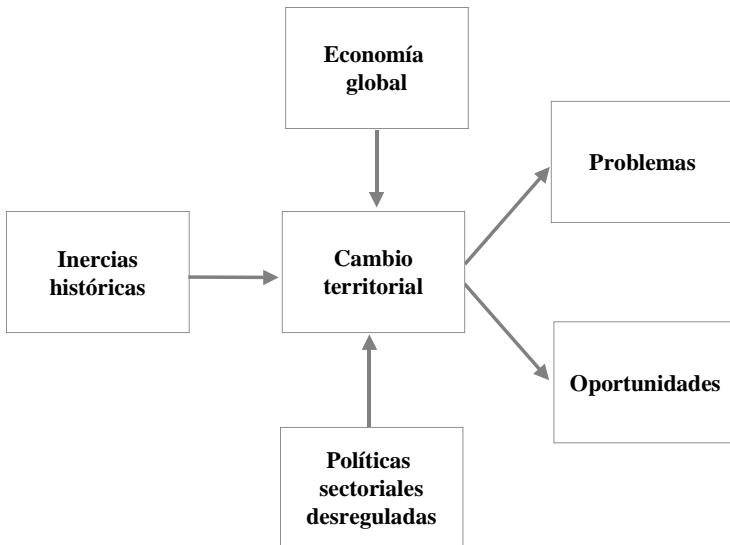 Economía
global
Problemas
Inercias
históricas
Cambio
territorial
Oportunidades
Políticas
sectoriales
desreguladas